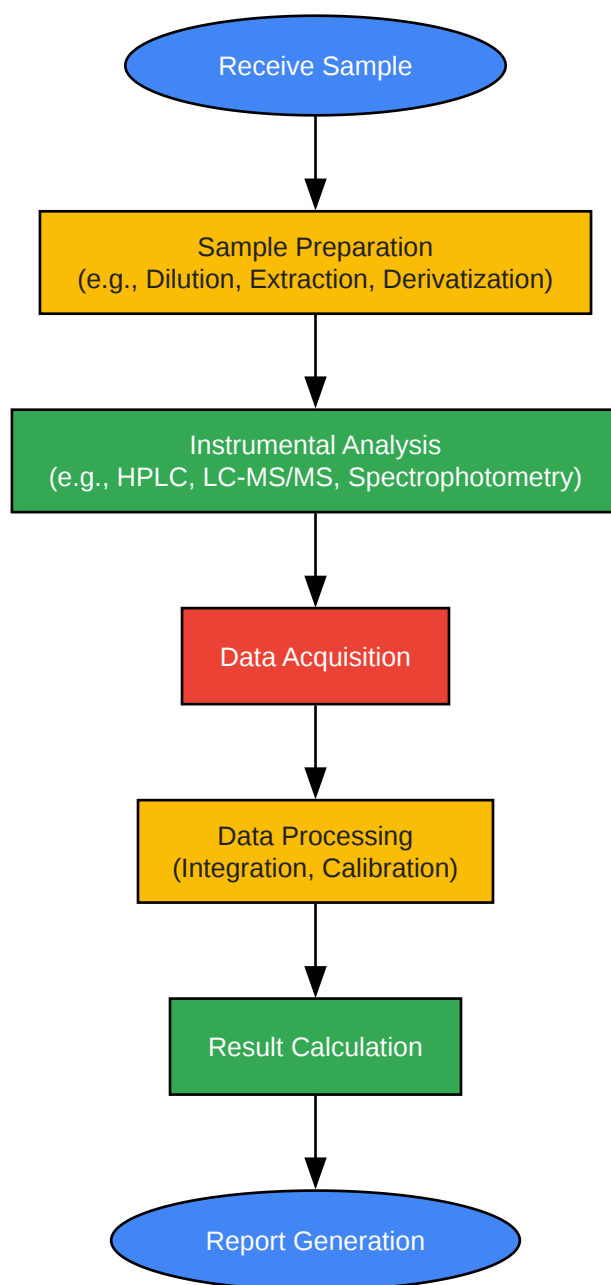 Receive Sample
Sample Preparation
(e.g., Dilution, Extraction, Derivatization)
Instrumental Analysis
(e.g., HPLC, LC-MS/MS, Spectrophotometry)
Data Acquisition
Data Processing
(Integration, Calibration)
Result Calculation
Report Generation